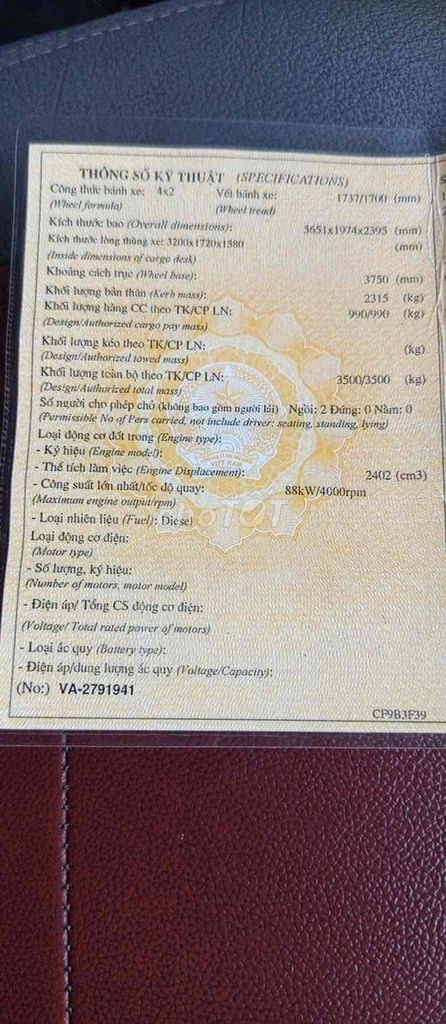 THÔNG SỐ KỸ THUẬT (SPECIFICATIONS)
Công thức bánh xe: 4x2 Vết bánh xe: 1737/1700 (mm)
(Wheel formula) (Wheel tread)
Kích thước bao (Overall dimensions): 5651x1974x2395 (mm)
Kích thước lòng thùng xe: 3200x1720x1580 (mm)
(Inside dimensions of cargo desk)
Khoảng cách trục (Wheel base): 3750 (mm)
Khối lượng bản thân (Kerb mass): 2315 (kg)
Khối lượng hàng CC theo TK/CP LN: 990/990 (kg)
(Design/Authorized cargo pay mass)
Khối lượng kéo theo TK/CP LN: (kg)
(Design/Authorized towed mass)
Khối lượng toàn bộ theo TK/CP LN: 3500/3500 (kg)
(Design/Authorized total mass)
Số người cho phép chở (không bao gồm người lái) Ngồi: 2 Đứng: 0 Nằm: 0
(Permissible No of Pers carried, not include driver: seating, standing, lying)
Loại động cơ đốt trong (Engine type):
- Ký hiệu (Engine model):
- Thể tích làm việc (Engine Displacement): 2402 (cm3)
- Công suất lớn nhất/tốc độ quay: 88kW/4000rpm
(Maximum engine output/rpm)
- Loại nhiên liệu (Fuel): Diesel
Loại động cơ điện:
(Motor type)
- Số lượng, ký hiệu:
(Number of motors, motor model)
- Điện áp/ Tổng CS động cơ điện:
(Voltage/ Total rated power of motors)
- Loại ắc quy (Battery type):
- Điện áp/dung lượng ắc quy (Voltage/Capacity):
(No:) VA-2791941
CF9B3F39
VIỆT NAM
TỐT